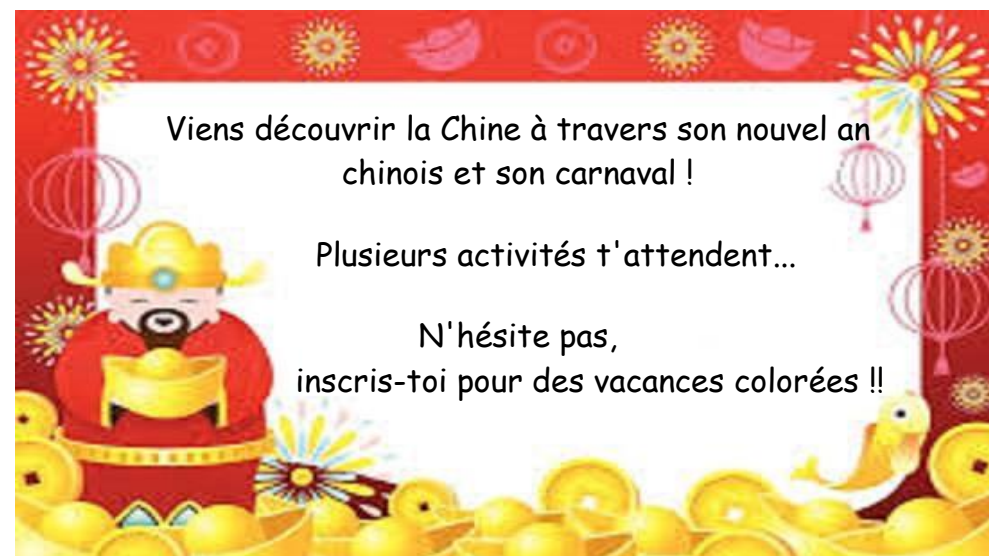 Viens découvrir la Chine à travers son nouvel an
chinois et son carnaval !
Plusieurs activités t'attendent...
N'hésite pas,
inscris-toi pour des vacances colorées !!